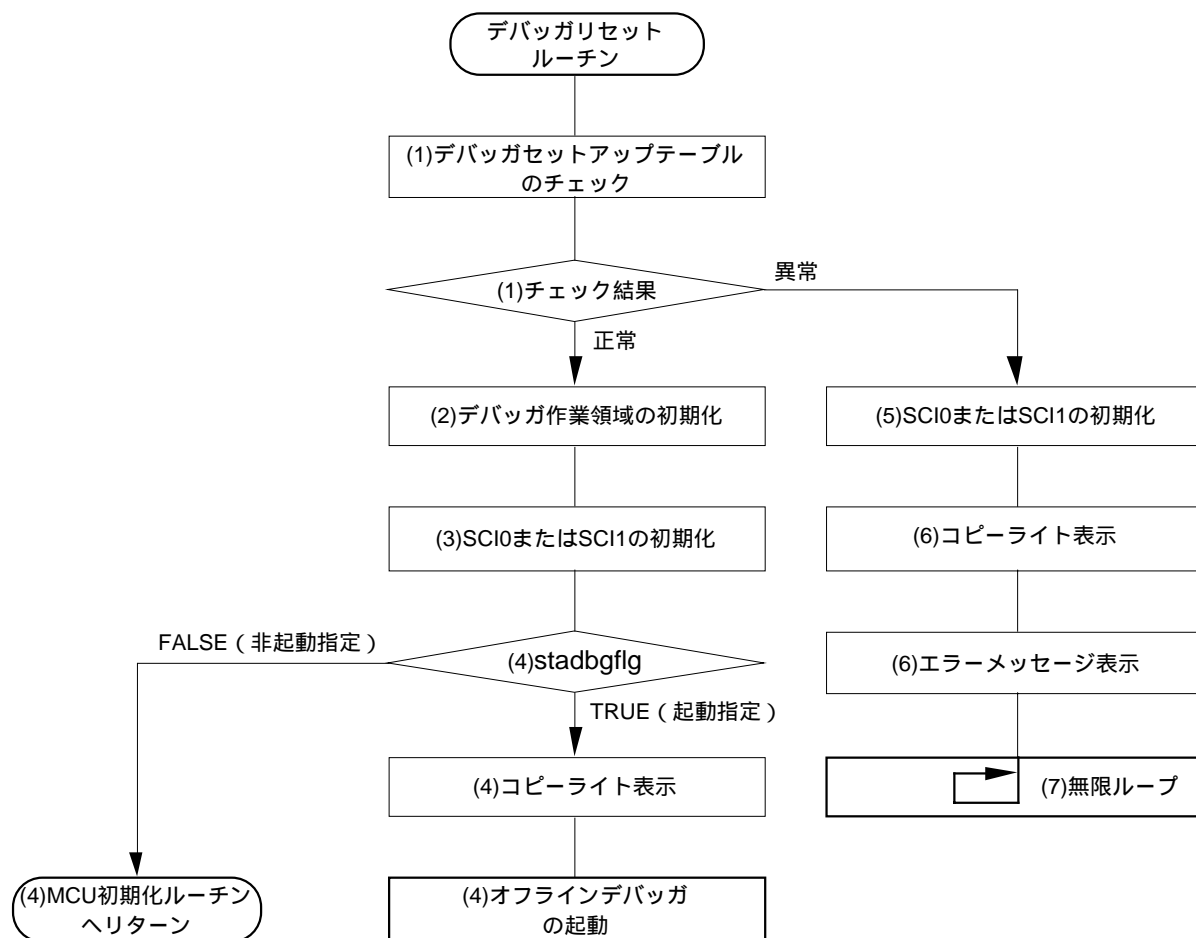 デバッガリセット
ルーチン
(1)デバッガセットアップテーブル
のチェック
(1)チェック結果
異常
正常
(2)デバッガ作業領域の初期化
(5)SCI0またはSCI1の初期化
(3)SCI0またはSCI1の初期化
(6)コピーライト表示
FALSE（非起動指定）
(4)stadbgflg
(6)エラーメッセージ表示
TRUE（起動指定）
(4)コピーライト表示
(7)無限ループ
(4)MCU初期化ルーチン
へリターン
(4)オフラインデバッガ
の起動